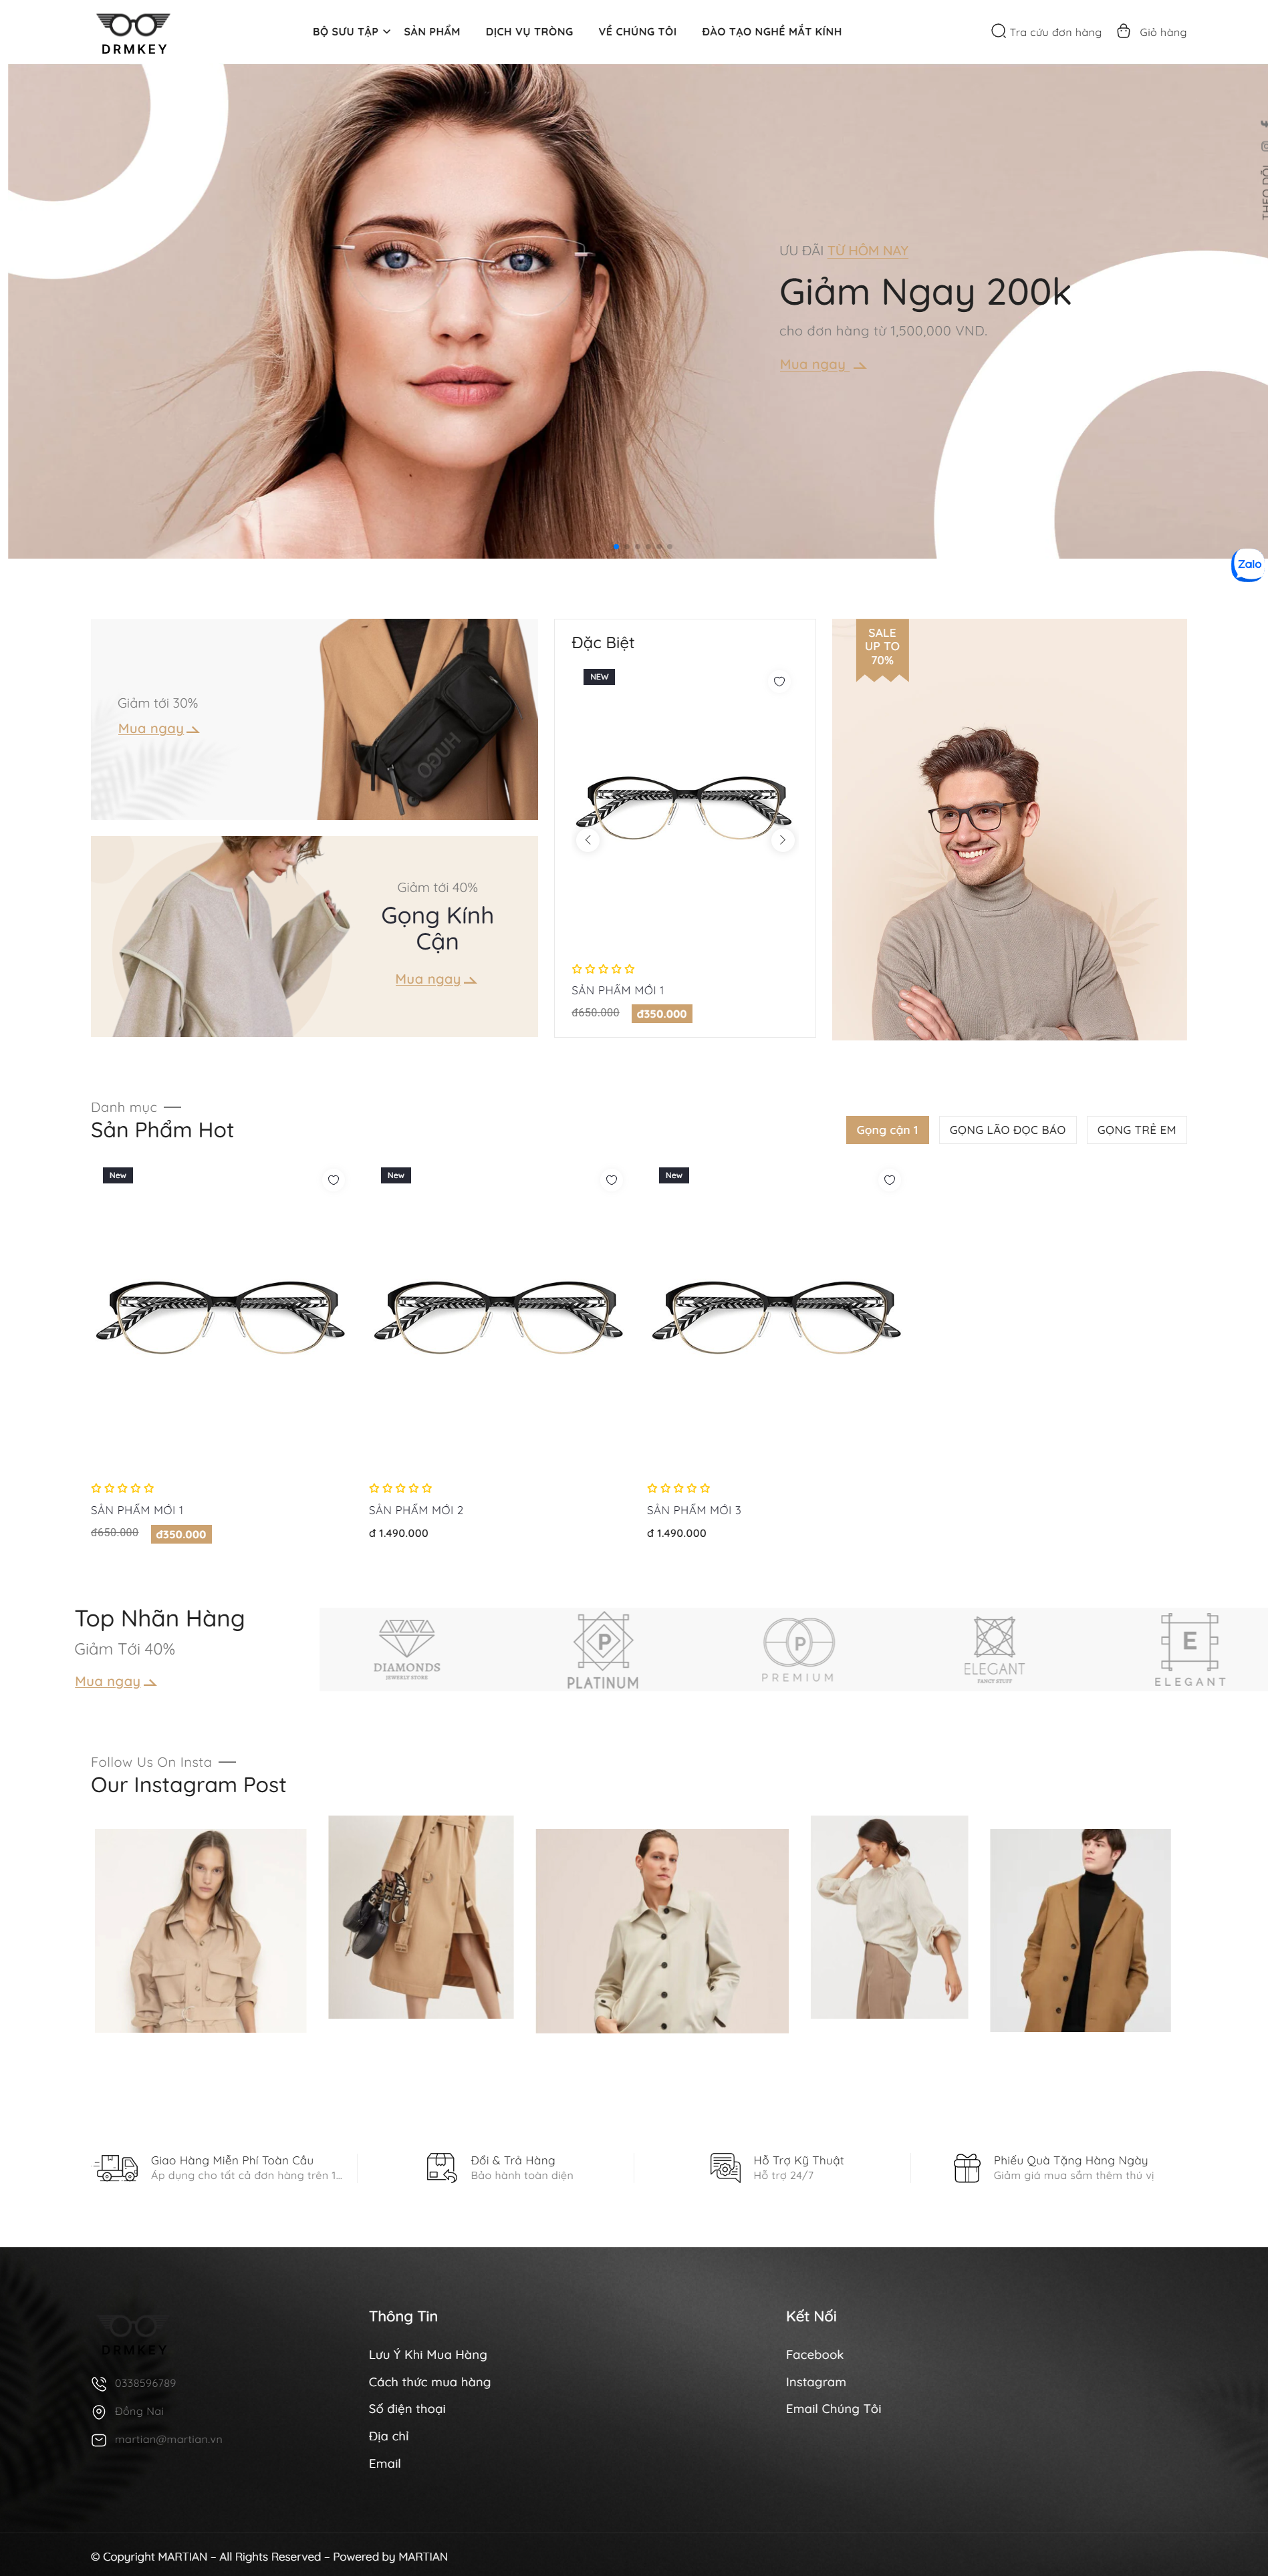 DRMKEY
BỘ SƯU TẬP
SẢN PHẨM
DỊCH VỤ TRÒNG
VỀ CHÚNG TÔI
ĐÀO TẠO NGHỀ MẮT KÍNH
Tra cứu đơn hàng
Giỏ hàng
THEO DÕI
ƯU ĐÃI TỪ HÔM NAY
Giảm Ngay 200k
cho đơn hàng từ 1,500,000 VND.
Mua ngay
Zalo
Giảm tới 30%
Mua ngay
HUGO
Giảm tới 40%
Gọng Kính
Cận
Mua ngay
Đặc Biệt
NEW
SẢN PHẨM MỚI 1
đ650.000
đ350.000
SALE
UP TO
70%
Danh mục
Sản Phẩm Hot
Gọng cận 1
GỌNG LÃO ĐỌC BÁO
GỌNG TRẺ EM
New
New
New
SẢN PHẨM MỚI 1
đ650.000
đ350.000
SẢN PHẨM MỚI 2
đ 1.490.000
SẢN PHẨM MỚI 3
đ 1.490.000
Top Nhãn Hàng
Giảm Tới 40%
Mua ngay
DIAMONDS
JEWERLY STORE
P
PLATINUM
P
PREMIUM
ELEGANT
FANCY STUFF
E
ELEGANT
Follow Us On Insta
Our Instagram Post
Giao Hàng Miễn Phí Toàn Cầu
Áp dụng cho tất cả đơn hàng trên 1...
Đổi & Trả Hàng
Bảo hành toàn diện
Hỗ Trợ Kỹ Thuật
Hỗ trợ 24/7
Phiếu Quà Tặng Hàng Ngày
Giảm giá mua sắm thêm thú vị
DRMKEY
0338596789
Đồng Nai
martian@martian.vn
Thông Tin
Lưu Ý Khi Mua Hàng
Cách thức mua hàng
Số điện thoại
Địa chỉ
Email
Kết Nối
Facebook
Instagram
Email Chúng Tôi
© Copyright MARTIAN – All Rights Reserved – Powered by MARTIAN